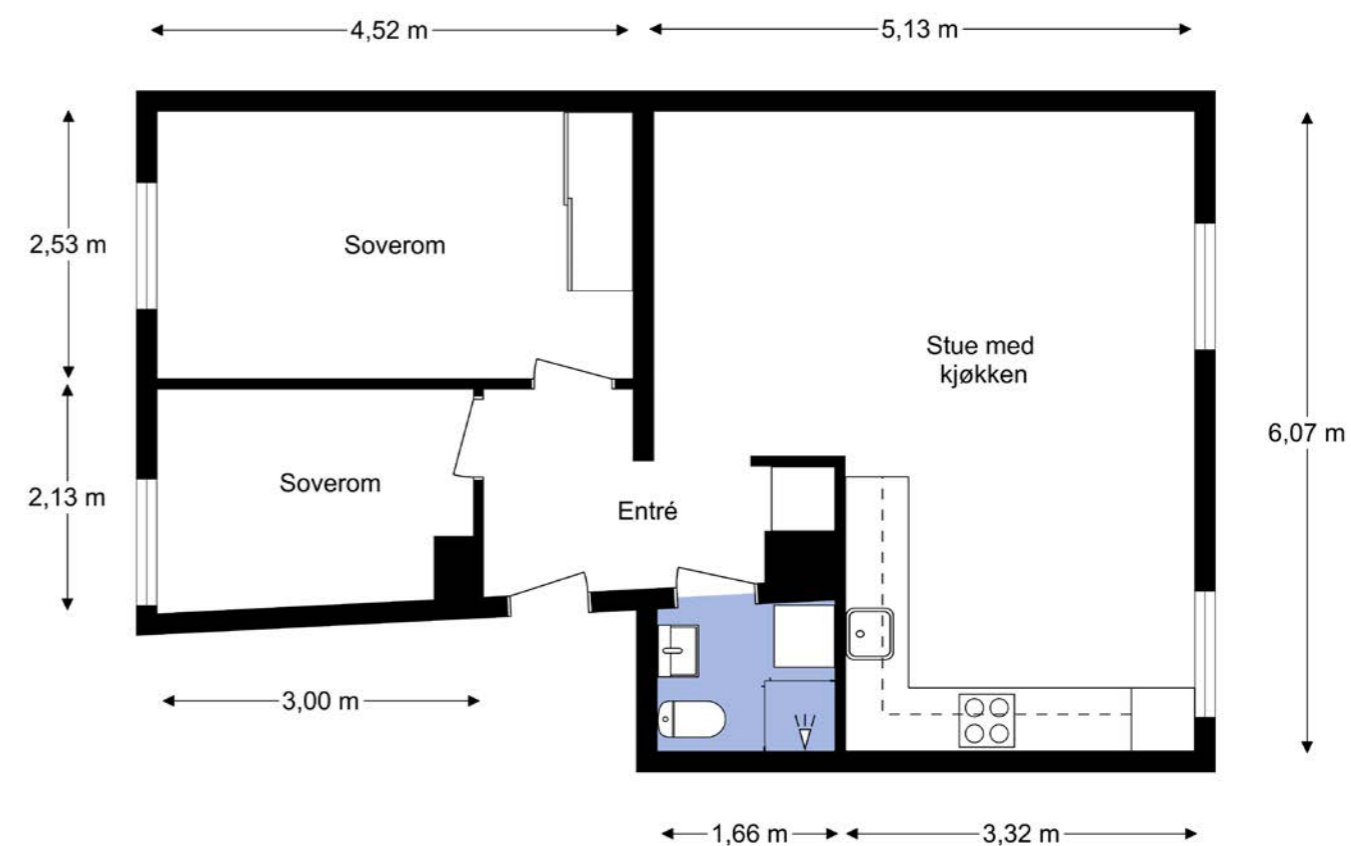 4,52 m
5,13 m
2,53 m
Soverom
Stue med
kjøkken
6,07 m
Soverom
2,13 m
Entré
3,00 m
1,66 m
3,32 m